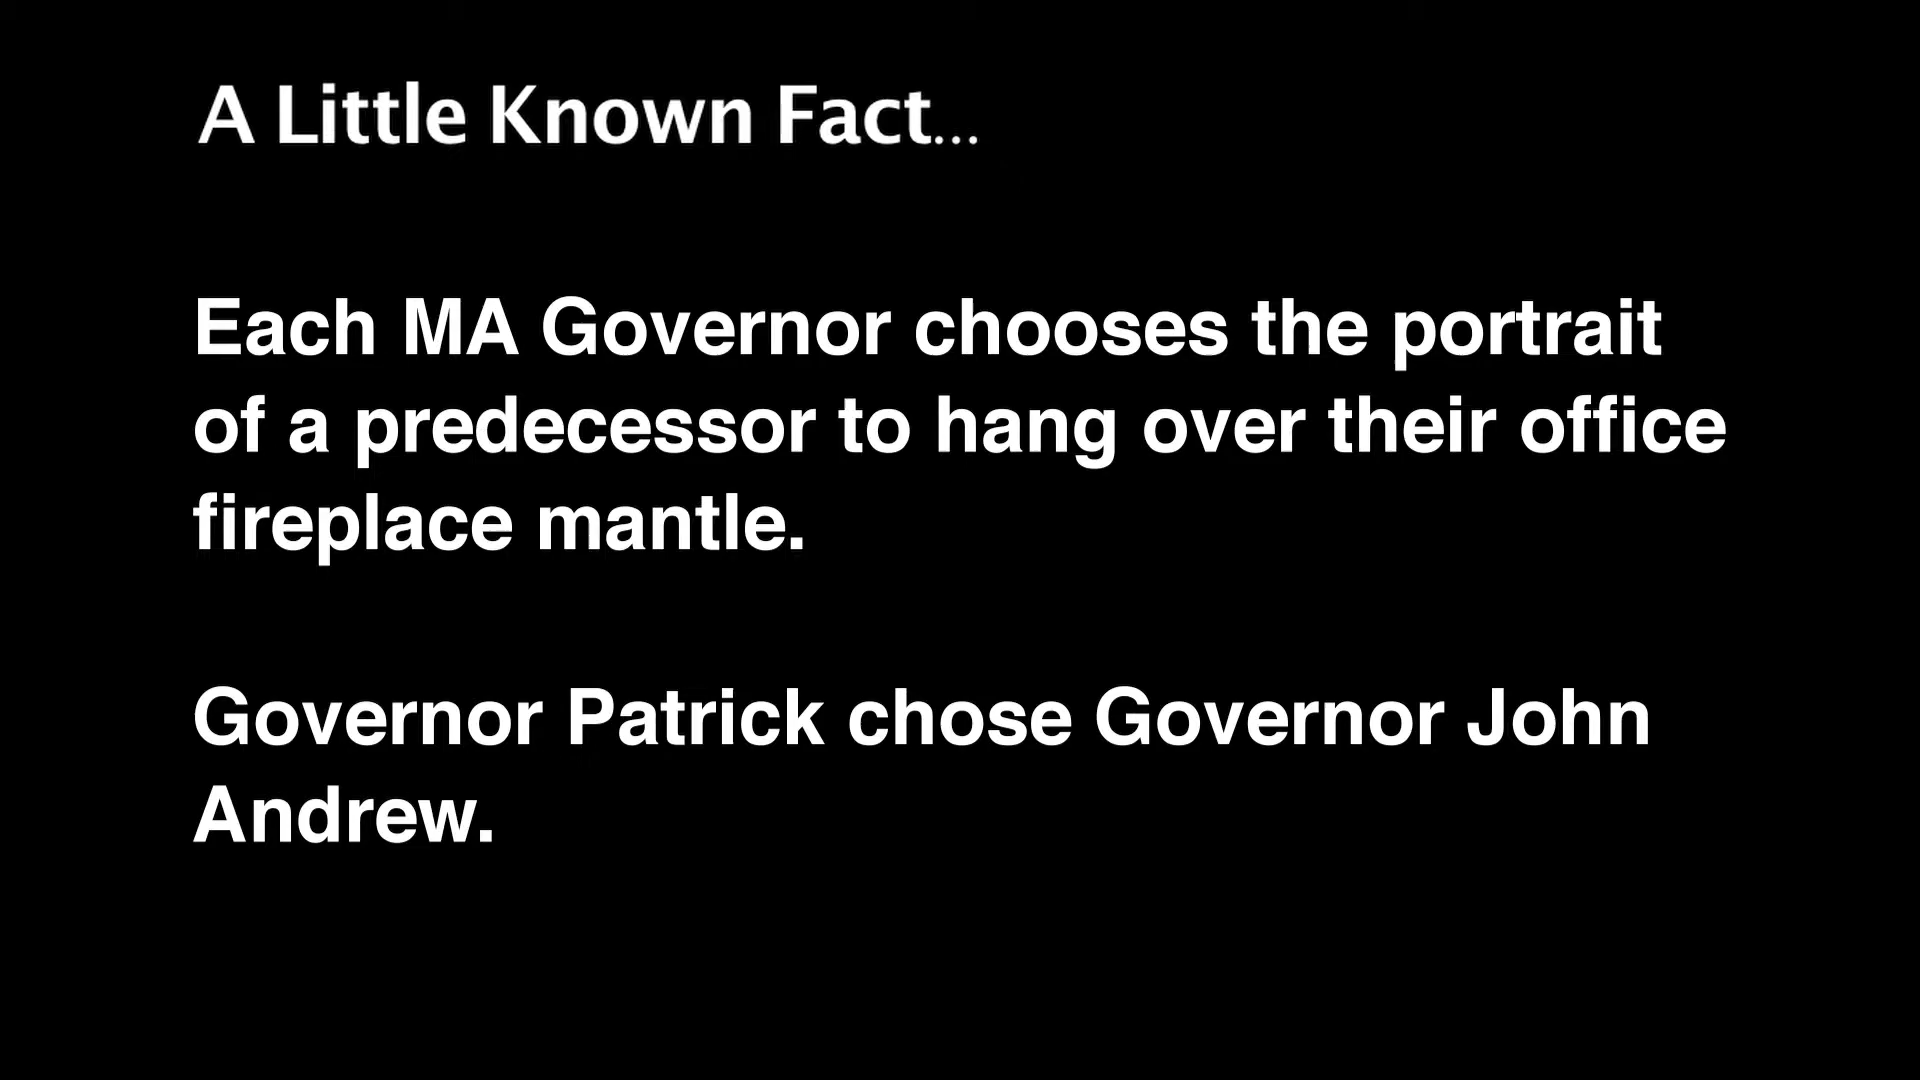 A Little Known Fact...
Each MA Governor chooses the portrait
of a predecessor to hang over their office
fireplace mantle.
Governor Patrick chose Governor John
Andrew.